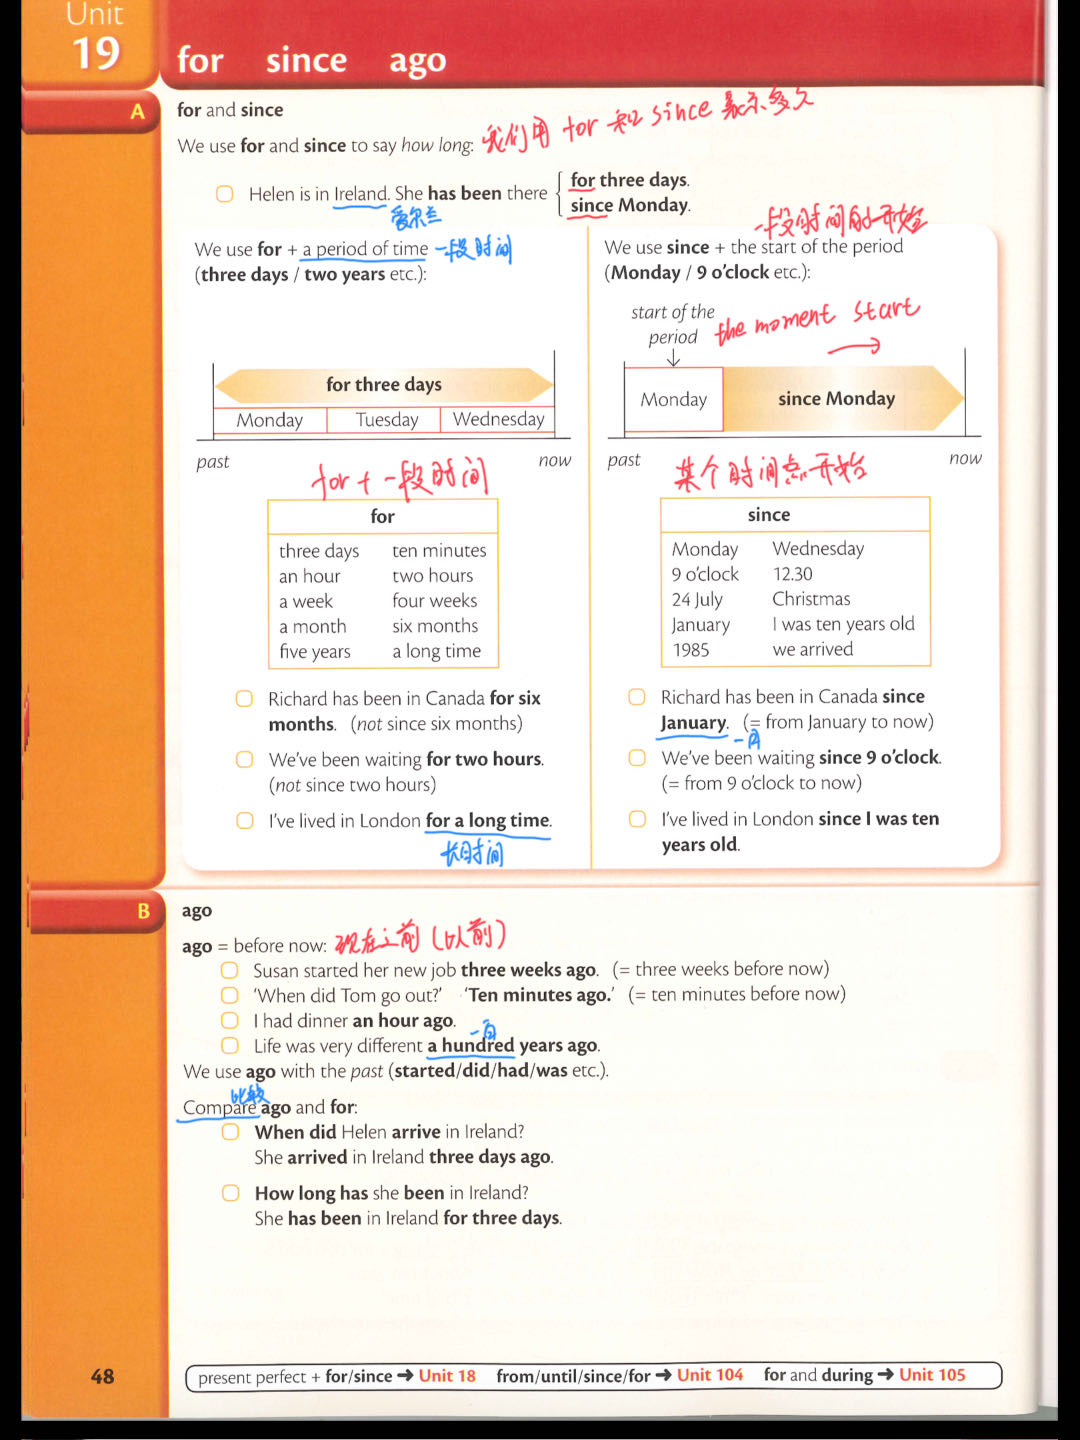 Unit
19
for since ago
A
for and since
We use for and since to say how long: 我们用 for 和 since 表示多久
Helen is in Ireland. She has been there
for three days.
since Monday.
爱尔兰
We use for + a period of time 一段时间
(three days / two years etc.):
for three days
Monday Tuesday Wednesday
past now
for + 一段时间
for
three days ten minutes
an hour two hours
a week four weeks
a month six months
five years a long time
Richard has been in Canada for six
months. (not since six months)
We've been waiting for two hours.
(not since two hours)
I've lived in London for a long time.
长时间
一段时间的开始
We use since + the start of the period
(Monday / 9 o'clock etc.):
start of the
period
the moment start
Monday since Monday
past now
某个时间点开始
since
Monday Wednesday
9 o'clock 12.30
24 July Christmas
January I was ten years old
1985 we arrived
Richard has been in Canada since
January. (= from January to now)
一月
We've been waiting since 9 o'clock.
(= from 9 o'clock to now)
I've lived in London since I was ten
years old.
B
ago
ago = before now: 现在之前 (以前)
Susan started her new job three weeks ago. (= three weeks before now)
'When did Tom go out?' 'Ten minutes ago.' (= ten minutes before now)
I had dinner an hour ago.
一百
Life was very different a hundred years ago.
We use ago with the past (started/did/had/was etc.).
比较
Compare ago and for:
When did Helen arrive in Ireland?
She arrived in Ireland three days ago.
How long has she been in Ireland?
She has been in Ireland for three days.
48
present perfect + for/since → Unit 18 from/until/since/for → Unit 104 for and during → Unit 105